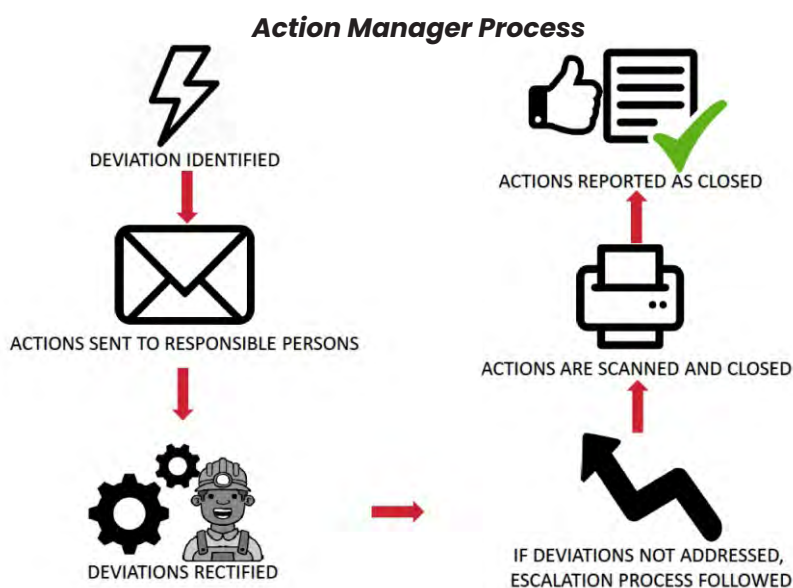 Action Manager Process
DEVIATION IDENTIFIED
ACTIONS SENT TO RESPONSIBLE PERSONS
DEVIATIONS RECTIFIED
IF DEVIATIONS NOT ADDRESSED,
ESCALATION PROCESS FOLLOWED
ACTIONS ARE SCANNED AND CLOSED
ACTIONS REPORTED AS CLOSED